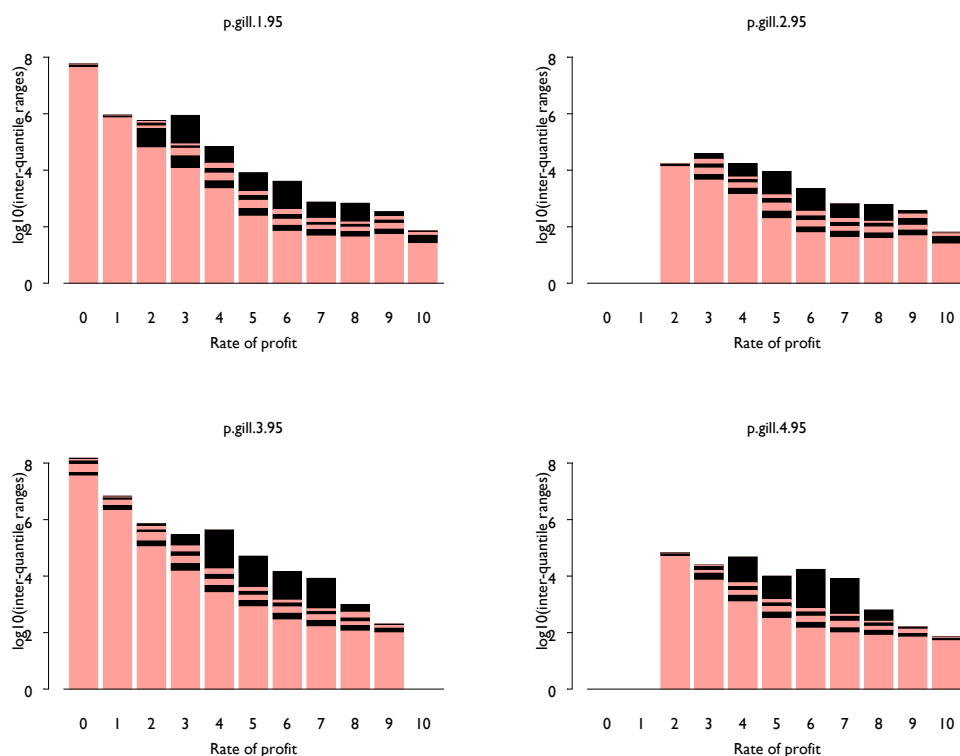 p.gill.1.95
log10(inter-quantile ranges)
8
6
4
2
0
0 1 2 3 4 5 6 7 8 9 10
Rate of profit
p.gill.2.95
log10(inter-quantile ranges)
8
6
4
2
0
0 1 2 3 4 5 6 7 8 9 10
Rate of profit
p.gill.3.95
log10(inter-quantile ranges)
8
6
4
2
0
0 1 2 3 4 5 6 7 8 9 10
Rate of profit
p.gill.4.95
log10(inter-quantile ranges)
8
6
4
2
0
0 1 2 3 4 5 6 7 8 9 10
Rate of profit